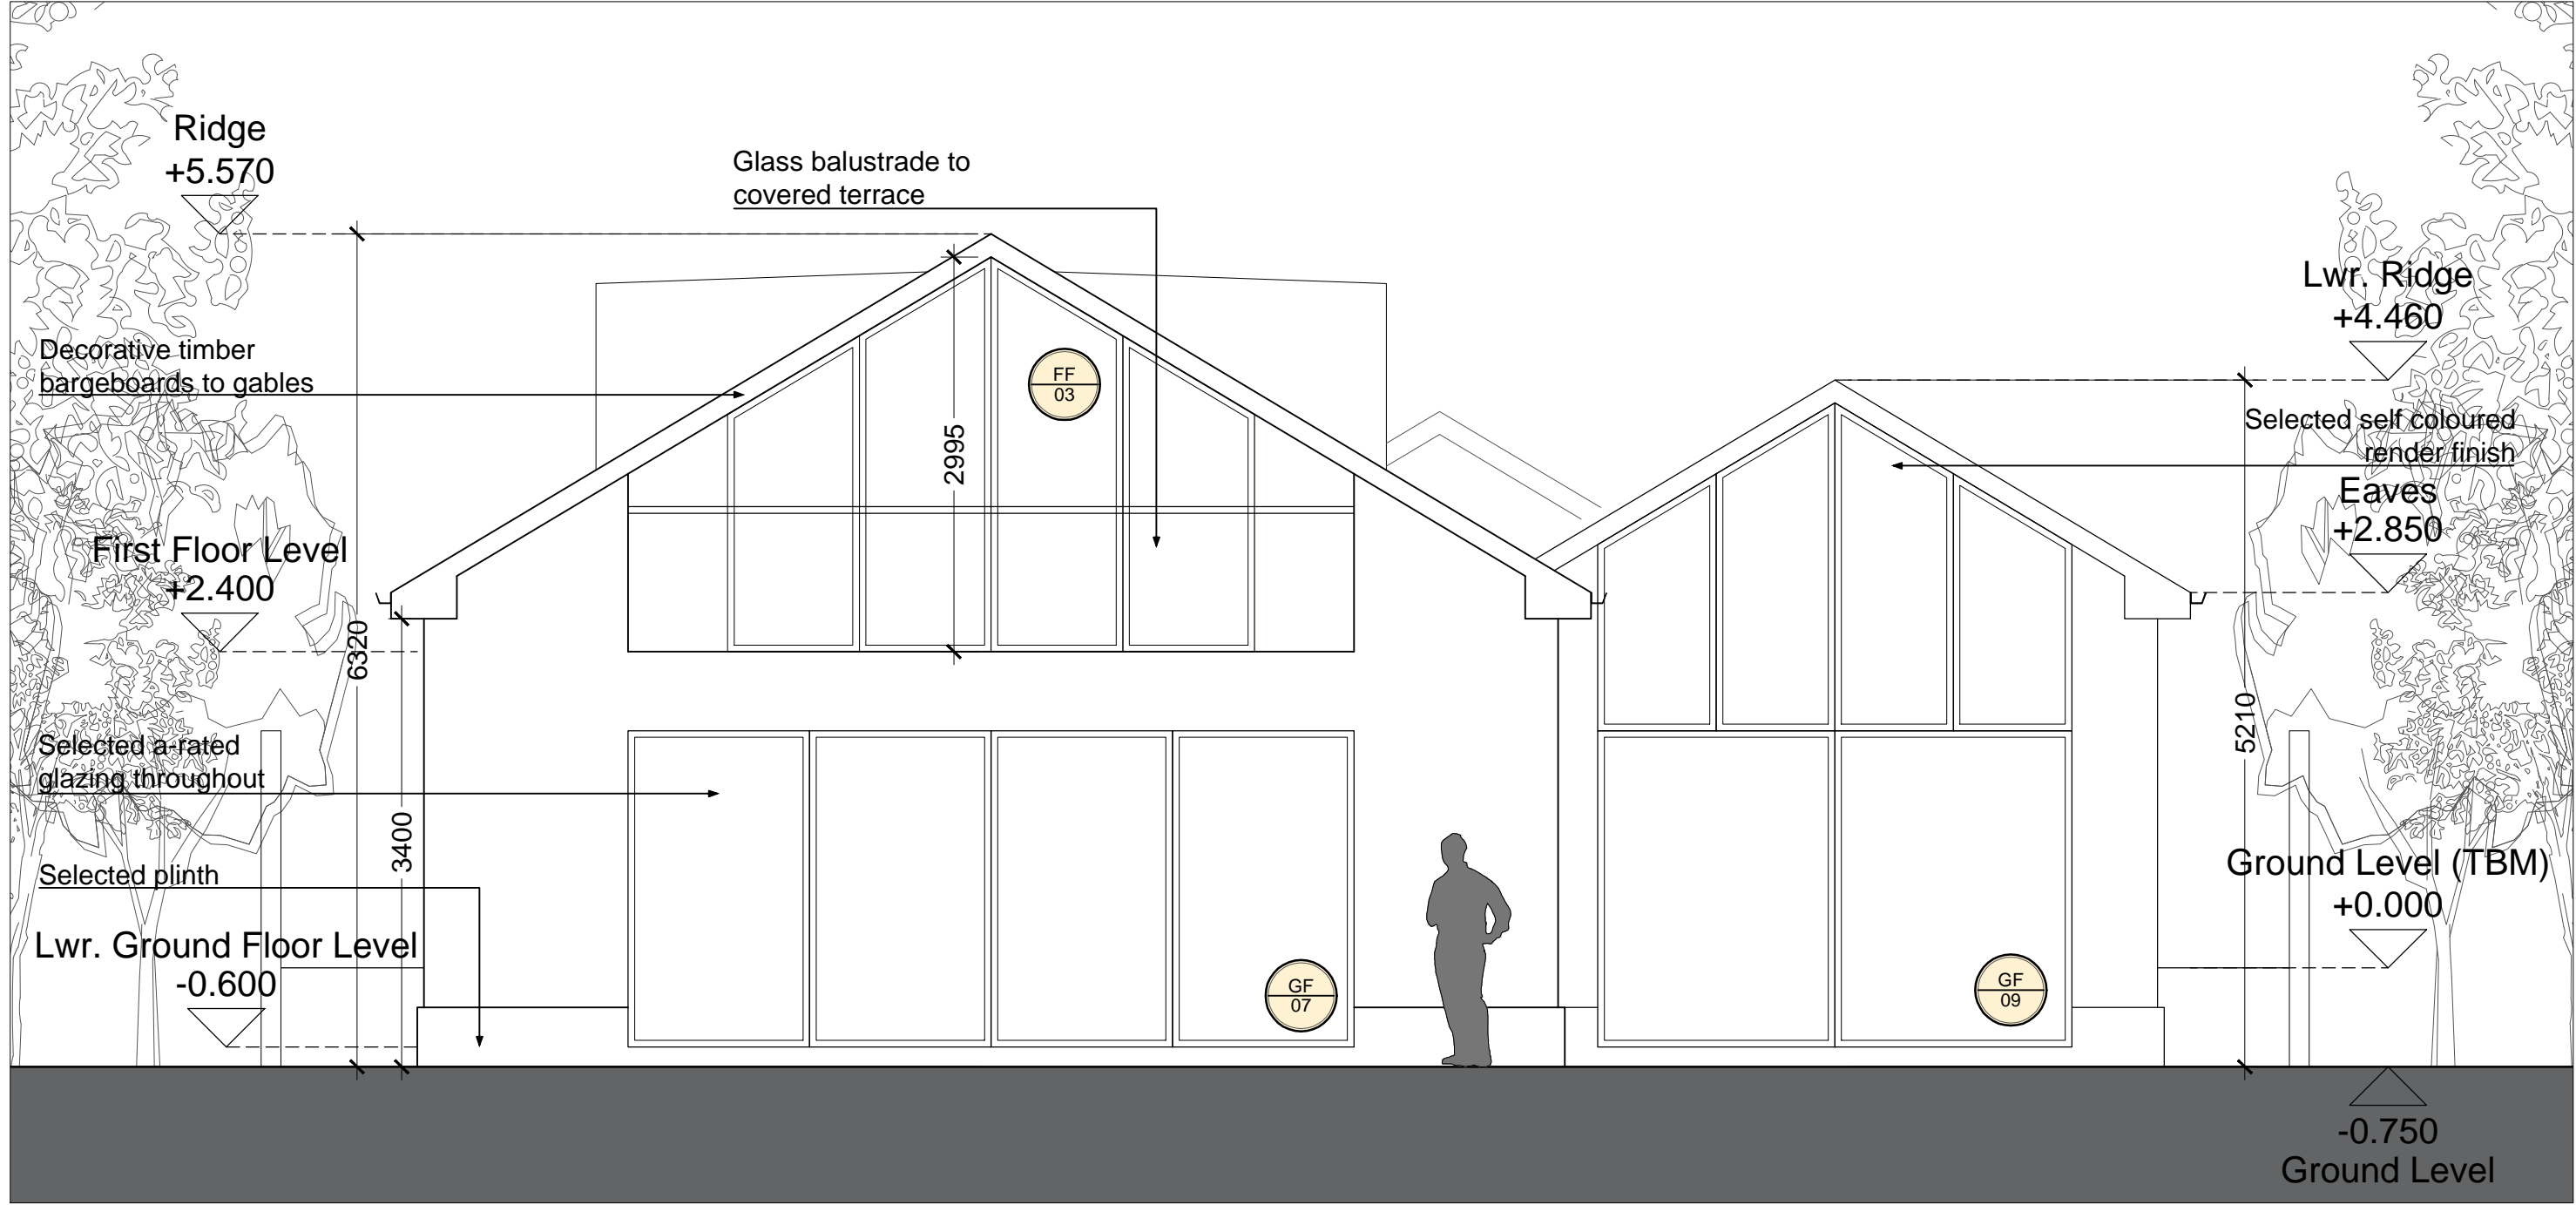 Ridge
+5.570
Glass balustrade to
covered terrace
Lwr. Ridge
+4.460
Decorative timber
bargeboards to gables
FF
03
2995
Selected self coloured
render finish
Eaves
+2.850
First Floor Level
+2.400
6320
5210
Selected a-rated
glazing throughout
3400
Selected plinth
Ground Level (TBM)
+0.000
Lwr. Ground Floor Level
-0.600
GF
07
GF
09
-0.750
Ground Level